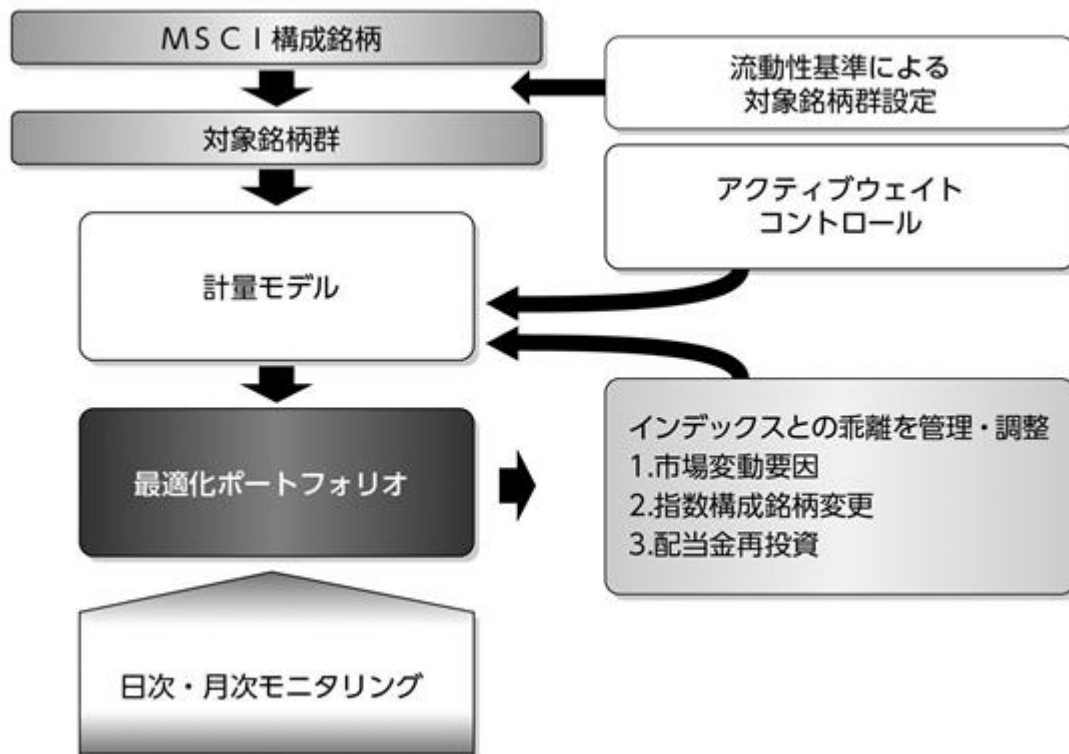 MSCI構成銘柄
流動性基準による
対象銘柄群設定
対象銘柄群
アクティブウェイト
コントロール
計量モデル
最適化ポートフォリオ
インデックスとの乖離を管理・調整
1.市場変動要因
2.指数構成銘柄変更
3.配当金再投資
日次・月次モニタリング